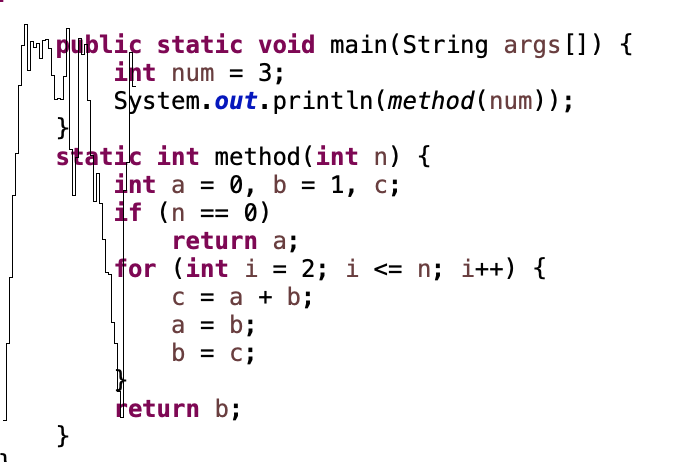 public static void main(String args[]) {
int num = 3;
System.out.println(method(num));
}
static int method(int n) {
int a = 0, b = 1, c;
if (n == 0)
return a;
for (int i = 2; i <= n; i++) {
c = a + b;
a = b;
b = c;
}
return b;
}
}